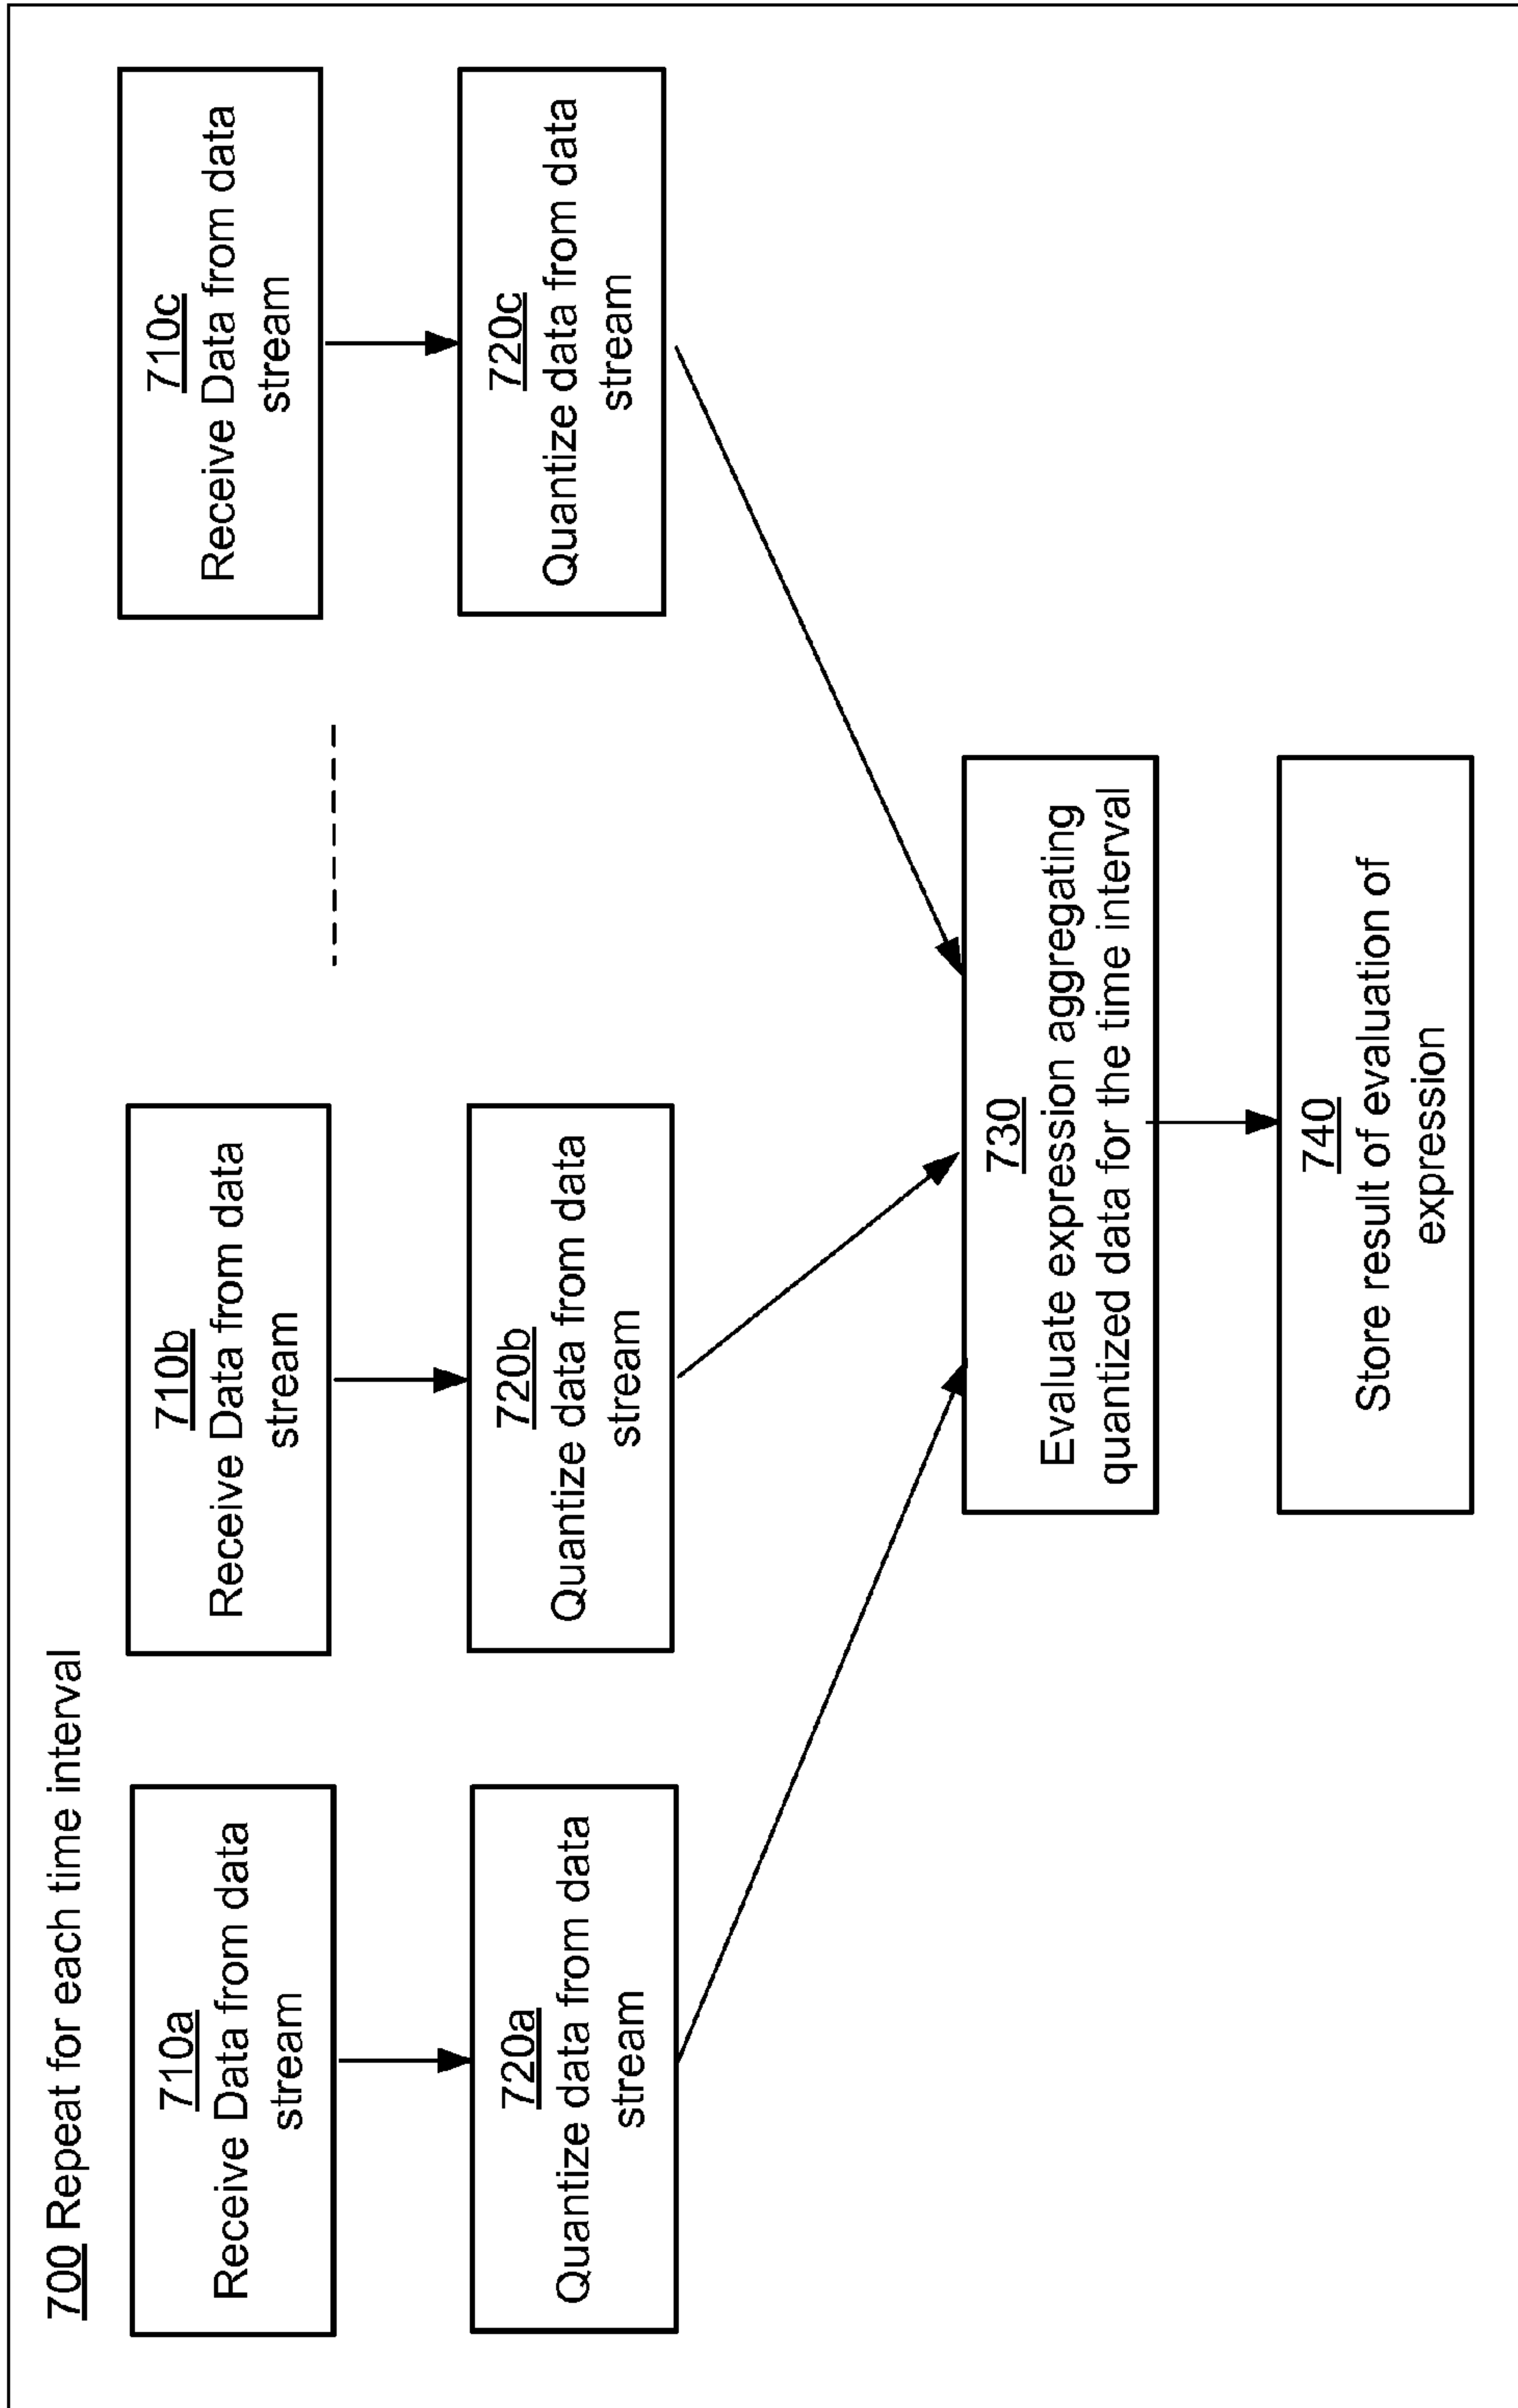 700 Repeat for each time interval
710a
Receive Data from data
stream
710b
Receive Data from data
stream
710c
Receive Data from data
stream
720a
Quantize data from data
stream
720b
Quantize data from data
stream
720c
Quantize data from data
stream
730
Evaluate expression aggregating
quantized data for the time interval
740
Store result of evaluation of
expression